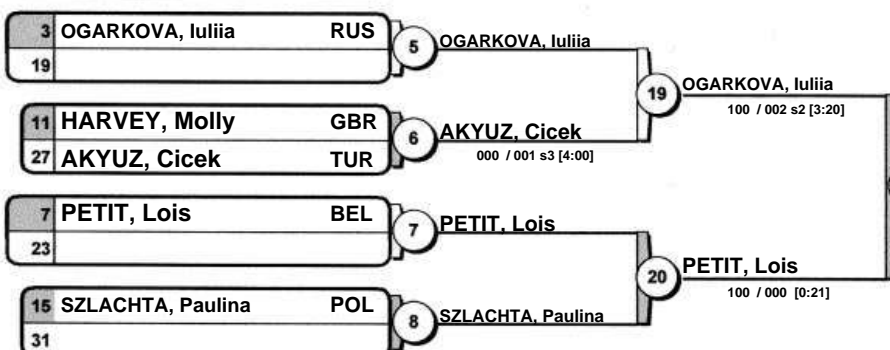 3 OGARKOVA, Iuliia RUS
19
5
OGARKOVA, Iuliia
11 HARVEY, Molly GBR
27 AKYUZ, Cicek TUR
6
AKYUZ, Cicek
000 / 001 s3 [4:00]
19
OGARKOVA, Iuliia
100 / 002 s2 [3:20]
7 PETIT, Lois BEL
23
7
PETIT, Lois
15 SZLACHTA, Paulina POL
31
8
SZLACHTA, Paulina
20
PETIT, Lois
100 / 000 [0:21]